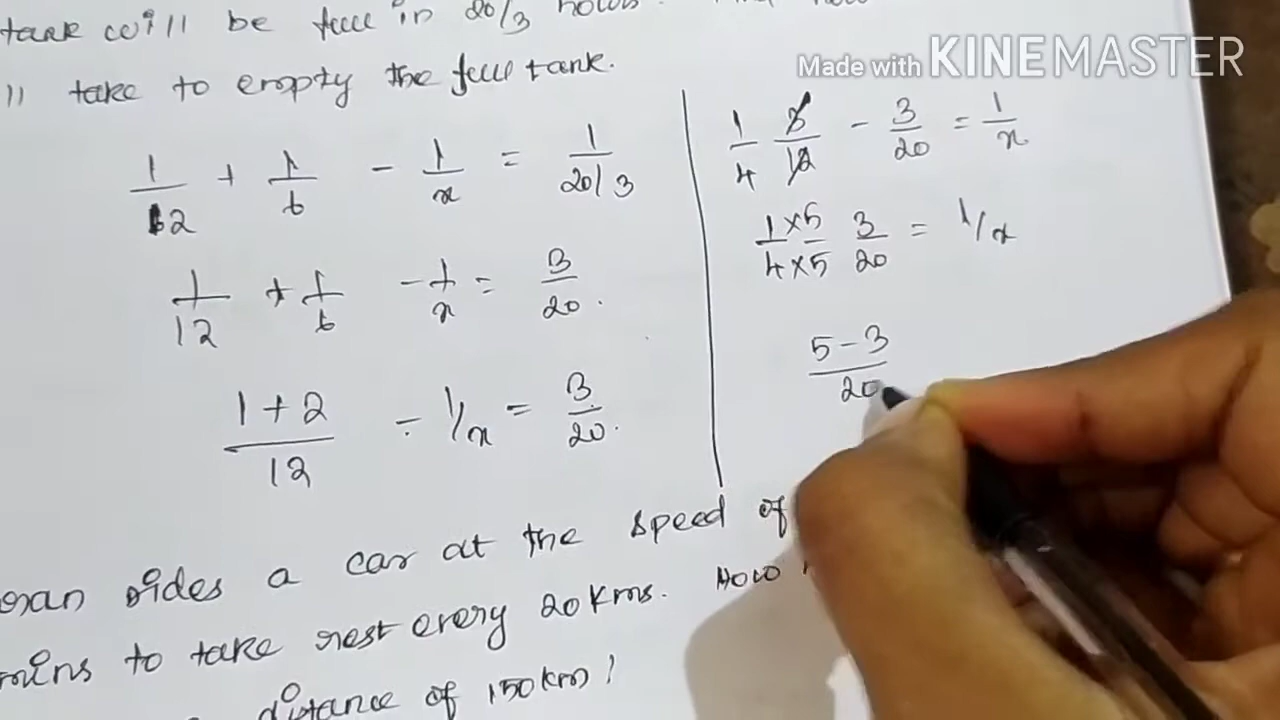 tank will be full in 20/3 hours.
ll take to empty the full tank.
Made with KINEMASTER
1/12 + 1/6 - 1/x = 1/20/3
1/12 + 1/6 - 1/x = 3/20.
1+2/12 - 1/x = 3/20.
1/4 3/12 - 3/20 = 1/x
1×5/4×5 3/20 = 1/x
5-3/20
man rides a car at the speed of
mins to take rest every 20 Kms. How
distance of 150 km?